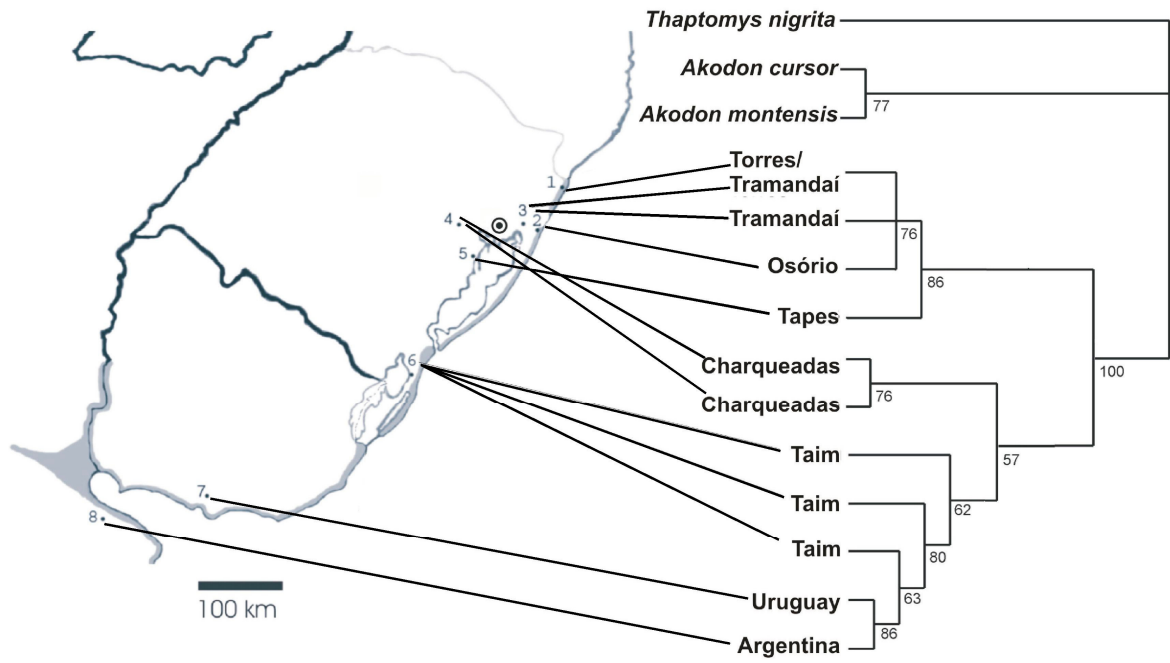 Thaptomys nigrita
Akodon cursor
77
Akodon montensis
Torres/
Tramandaí
Tramandaí
76
Osório
86
Tapes
Charqueadas
100
76
Charqueadas
Taim
57
Taim
62
Taim
80
Uruguay
63
86
Argentina
1
3
2
4
5
6
7
8
100 km